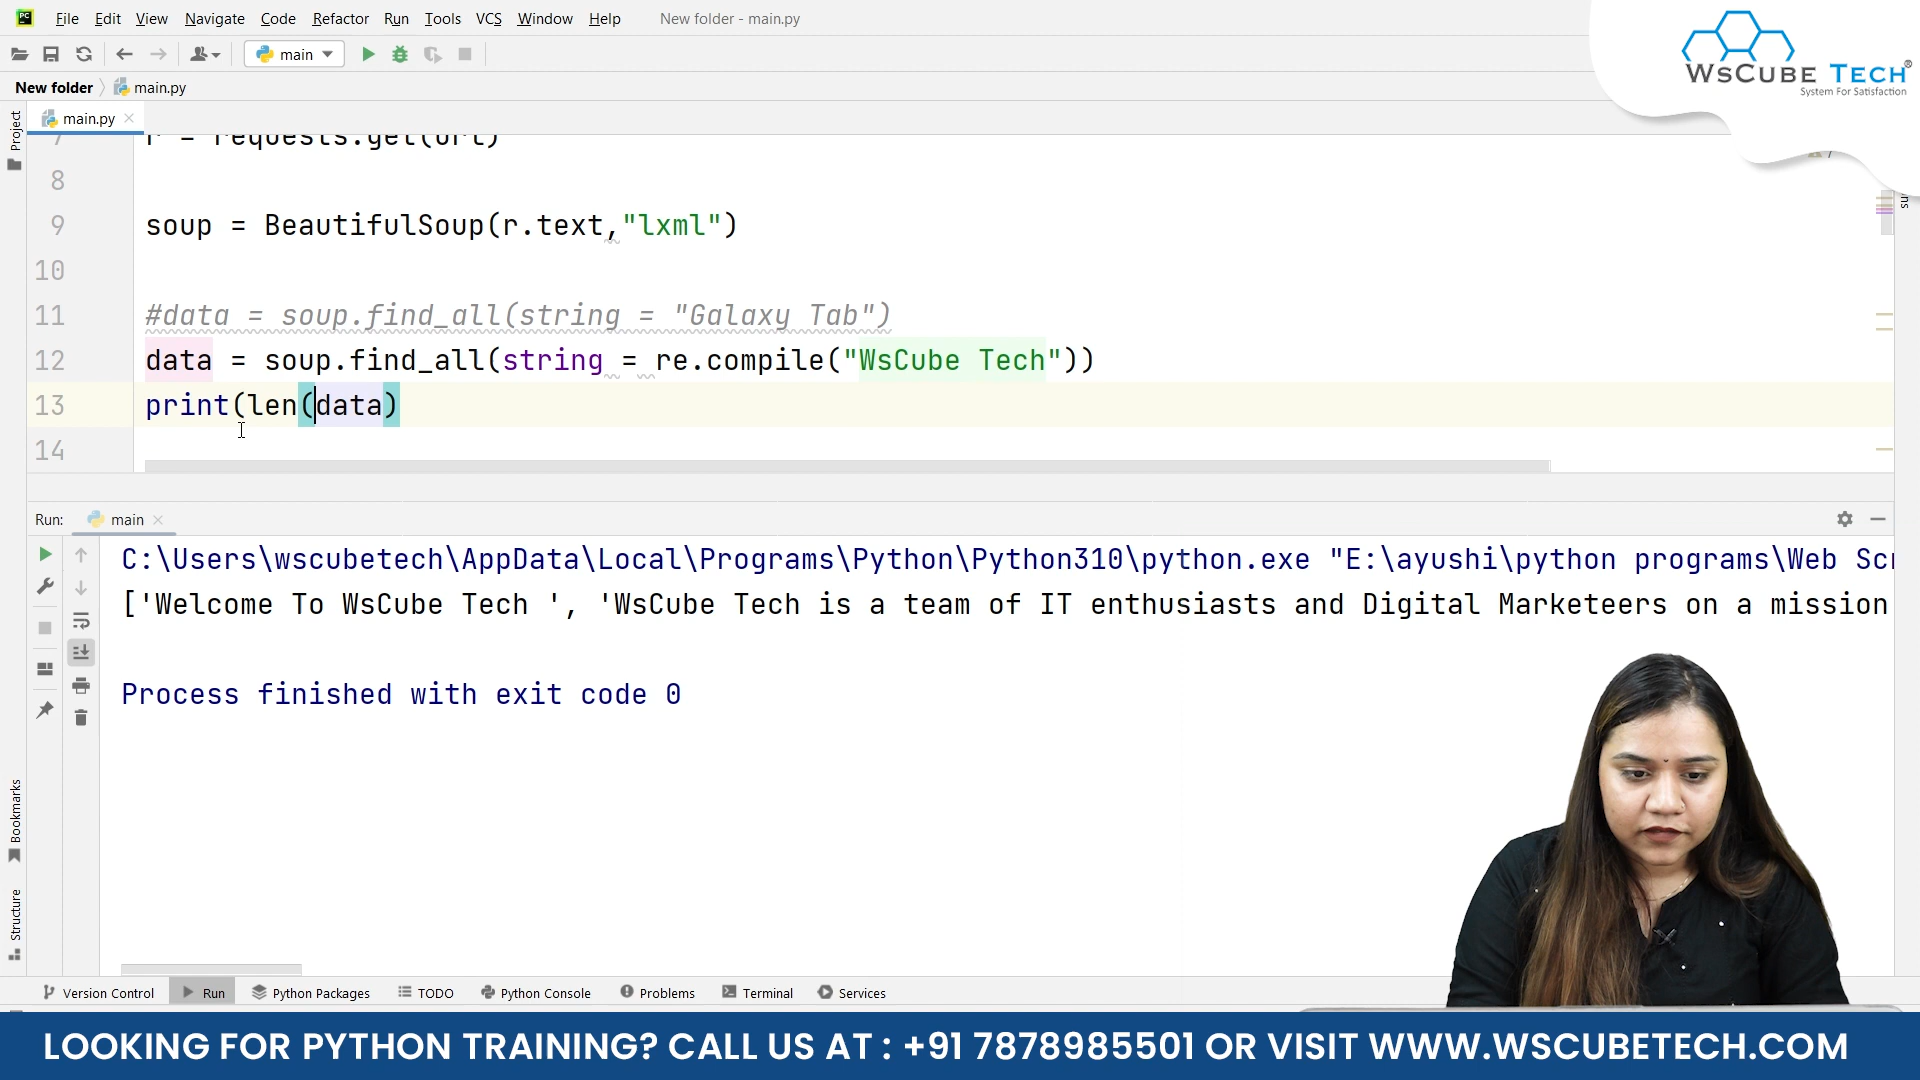 File Edit View Navigate Code Refactor Run Tools VCS Window Help New folder - main.py
main
WsCube Tech®
System For Satisfaction
New folder main.py
Project
main.py
7 r = requests.get(url)
8
9 soup = BeautifulSoup(r.text,"lxml")
10
11 #data = soup.find_all(string = "Galaxy Tab")
12 data = soup.find_all(string = re.compile("WsCube Tech"))
13 print(len(data)
14
Run: main
C:\Users\wscubetech\AppData\Local\Programs\Python\Python310\python.exe "E:\ayushi\python programs\Web Scr
['Welcome To WsCube Tech ', 'WsCube Tech is a team of IT enthusiasts and Digital Marketeers on a mission
Process finished with exit code 0
Bookmarks
Structure
Version Control Run Python Packages TODO Python Console Problems Terminal Services
LOOKING FOR PYTHON TRAINING? CALL US AT : +91 7878985501 OR VISIT WWW.WSCUBETECH.COM